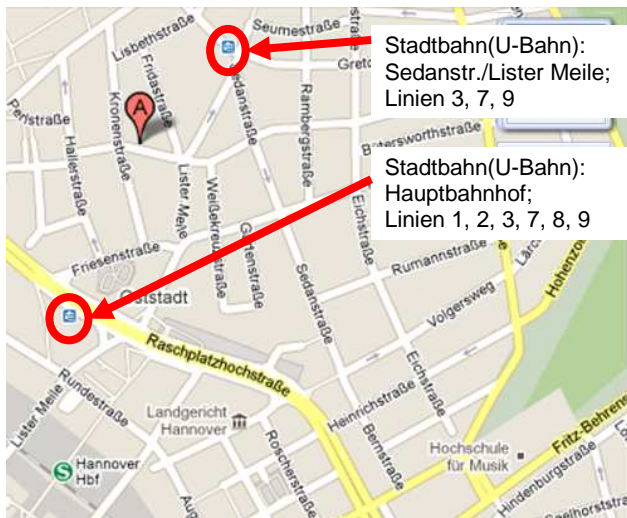 Seumestraße
Lisbethstraße
Stadtbahn(U-Bahn):
Sedanstr./Lister Meile;
Linien 3, 7, 9
Fridastraße
Sedanstraße
Perlstraße
Kronenstraße
A
Rambergstraße
Hallerstraße
Stadtbahn(U-Bahn):
Hauptbahnhof;
Linien 1, 2, 3, 7, 8, 9
Lister Meile
Weißekreuzstraße
Eichstraße
Gartenstraße
Friesenstraße
Rumannstraße
Sedanstraße
Volgersweg
Oststadt
Raschplatzhochstraße
Eichstraße
Rundestraße
Heinrichstraße
Lister Meile
Landgericht
Hannover
Bernstraße
Hochschule
für Musik
Roscherstraße
Hannover
Hbf
Hindenburgstraße